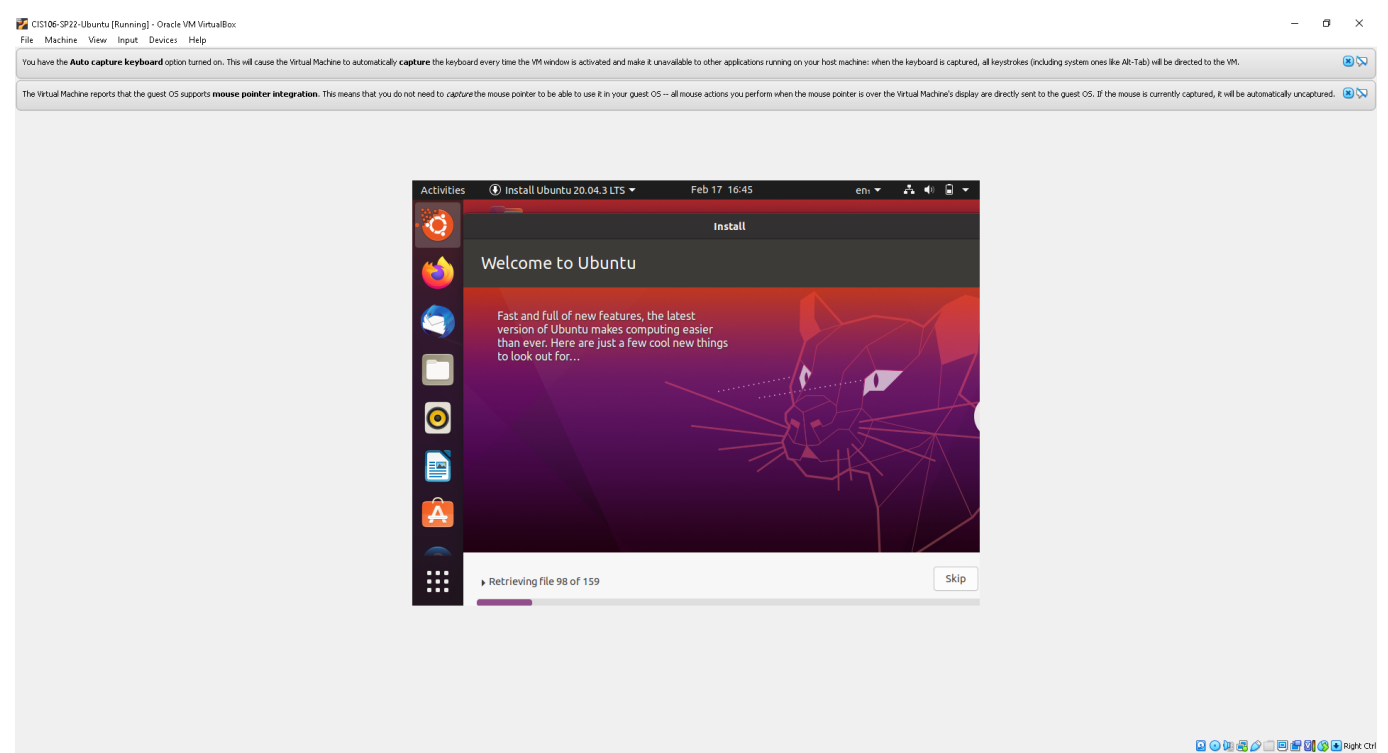 CIS106-SP22-Ubuntu [Running] - Oracle VM VirtualBox
File Machine View Input Devices Help
You have the Auto capture keyboard option turned on. This will cause the Virtual Machine to automatically capture the keyboard every time the VM window is activated and make it unavailable to other applications running on your host machine: when the keyboard is captured, all keystrokes (including system ones like Alt-Tab) will be directed to the VM.
The Virtual Machine reports that the guest OS supports mouse pointer integration. This means that you do not need to capture the mouse pointer to be able to use it in your guest OS -- all mouse actions you perform when the mouse pointer is over the Virtual Machine's display are directly sent to the guest OS. If the mouse is currently captured, it will be automatically uncaptured.
Activities Install Ubuntu 20.04.3 LTS Feb 17 16:45 en₁
Install
Welcome to Ubuntu
Fast and full of new features, the latest
version of Ubuntu makes computing easier
than ever. Here are just a few cool new things
to look out for...
Retrieving file 98 of 159 Skip
Right Ctrl